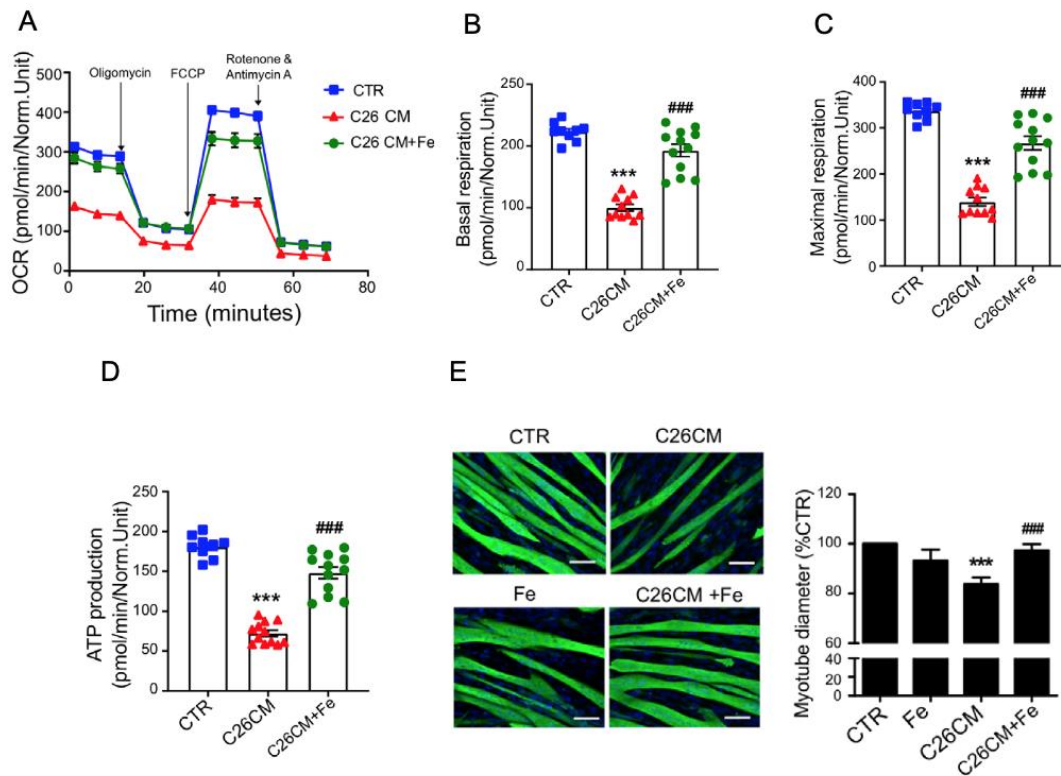 A
OCR (pmol/min/Norm.Unit)
500
400
300
200
100
0
0
20
40
60
80
Time (minutes)
Oligomycin
FCCP
Rotenone &
Antimycin A
CTR
C26 CM
C26 CM+Fe
B
Basal respiration
(pmol/min/Norm.Unit)
250
200
100
0
***
###
CTR
C26CM
C26CM+Fe
C
Maximal respiration
(pmol/min/Norm.Unit)
400
300
200
100
0
***
###
CTR
C26CM
C26CM+Fe
D
ATP production
(pmol/min/Norm.Unit)
250
200
150
100
50
0
***
###
CTR
C26CM
C26CM+Fe
E
CTR
C26CM
Fe
C26CM +Fe
Myotube diameter (%CTR)
120
100
80
60
40
20
0
***
###
CTR
Fe
C26CM
C26CM+Fe